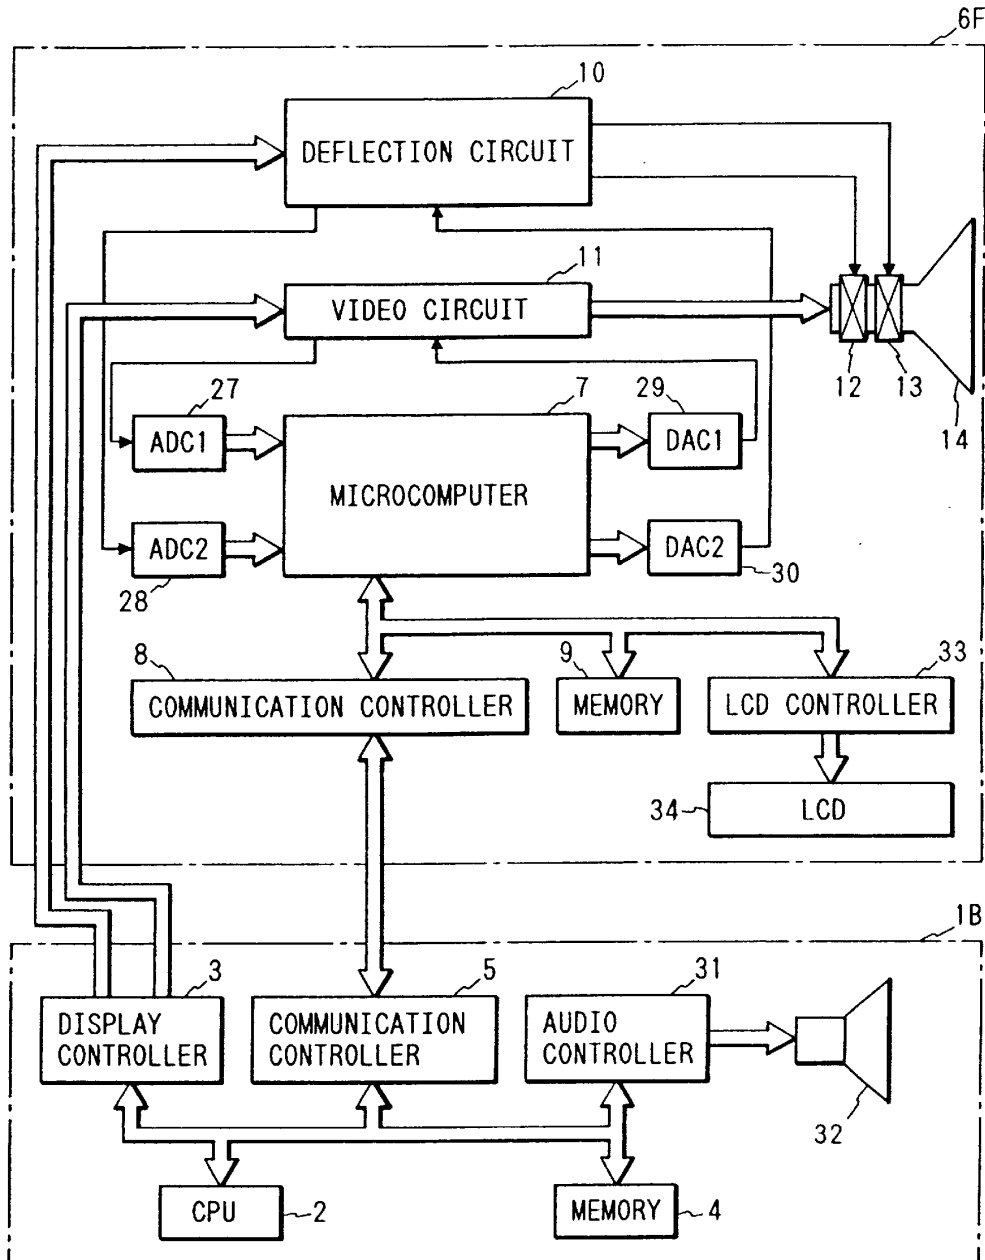 6F
10
DEFLECTION CIRCUIT
11
VIDEO CIRCUIT
12
13
14
27
ADC1
7
MICROCOMPUTER
29
DAC1
ADC2
28
DAC2
30
8
COMMUNICATION CONTROLLER
9
MEMORY
33
LCD CONTROLLER
34
LCD
1B
3
DISPLAY
CONTROLLER
5
COMMUNICATION
CONTROLLER
31
AUDIO
CONTROLLER
32
CPU
2
MEMORY
4